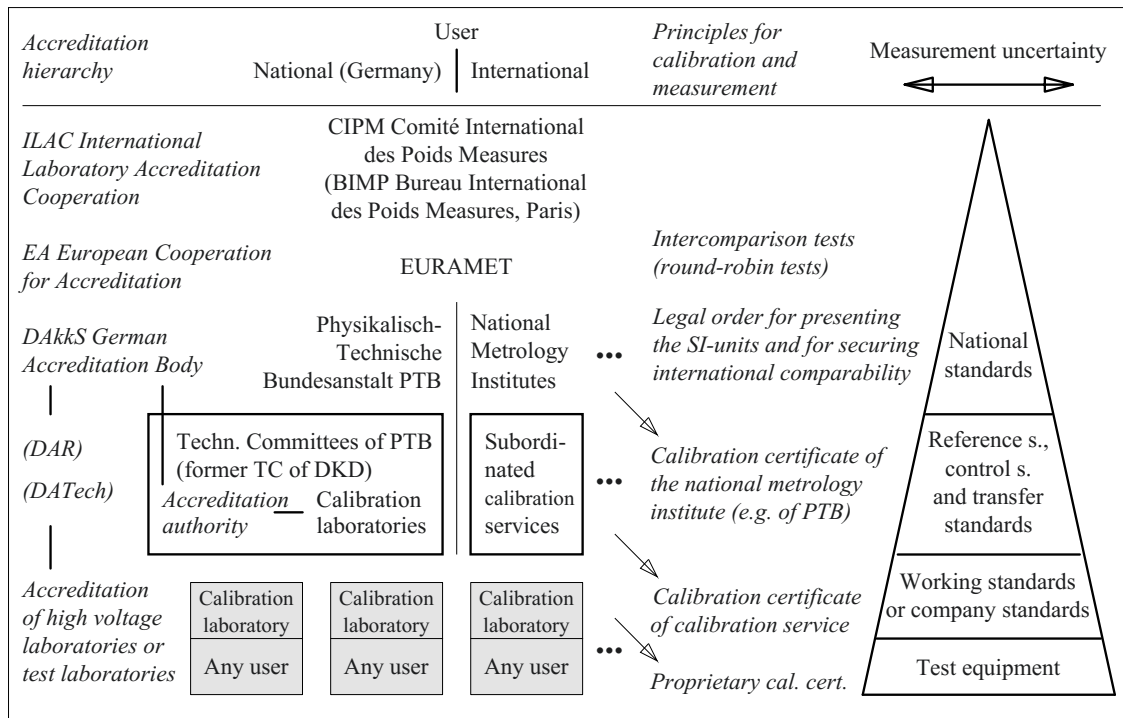 Accreditation
hierarchy
User
National (Germany)
International
Principles for
calibration and
measurement
Measurement uncertainty
ILAC International
Laboratory Accreditation
Cooperation
CIPM Comité International
des Poids Measures
(BIMP Bureau International
des Poids Measures, Paris)
EA European Cooperation
for Accreditation
EURAMET
Intercomparison tests
(round-robin tests)
DAkkS German
Accreditation Body
Physikalisch-
Technische
Bundesanstalt PTB
National
Metrology
Institutes
•••
Legal order for presenting
the SI-units and for securing
international comparability
National
standards
(DAR)
(DATech)
Techn. Committees of PTB
(former TC of DKD)
Accreditation
authority
Calibration
laboratories
Subordi-
nated
calibration
services
•••
Calibration certificate of
the national metrology
institute (e.g. of PTB)
Reference s.,
control s.
and transfer
standards
Accreditation
of high voltage
laboratories or
test laboratories
Calibration
laboratory
Any user
Calibration
laboratory
Any user
Calibration
laboratory
Any user
•••
Calibration certificate
of calibration service
Proprietary cal. cert.
Working standards
or company standards
Test equipment